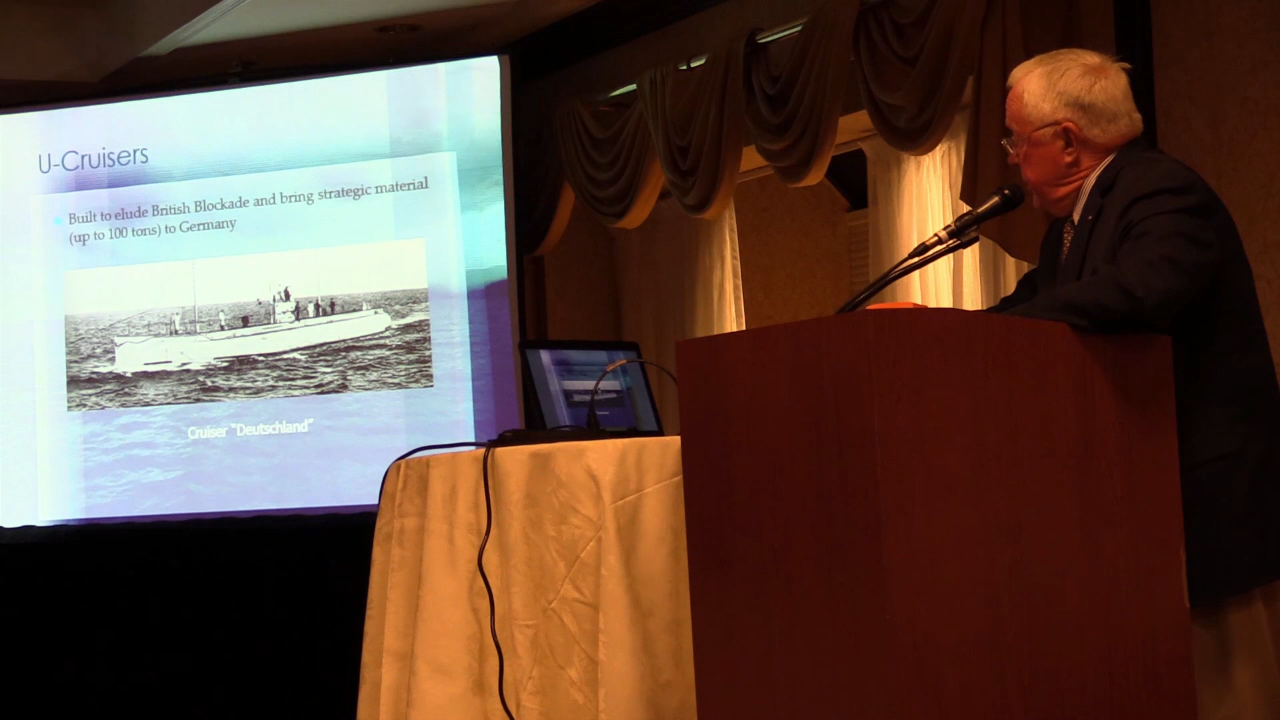 U-Cruisers
Built to elude British Blockade and bring strategic material
(up to 100 tons) to Germany
Cruiser "Deutschland"